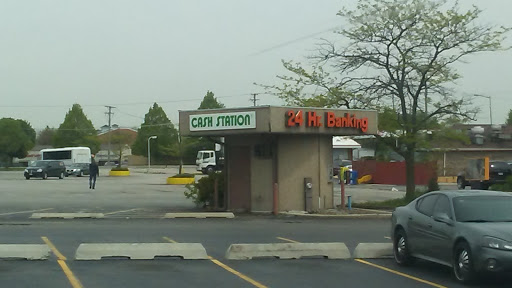 CASH STATION
24 Hr. Banking